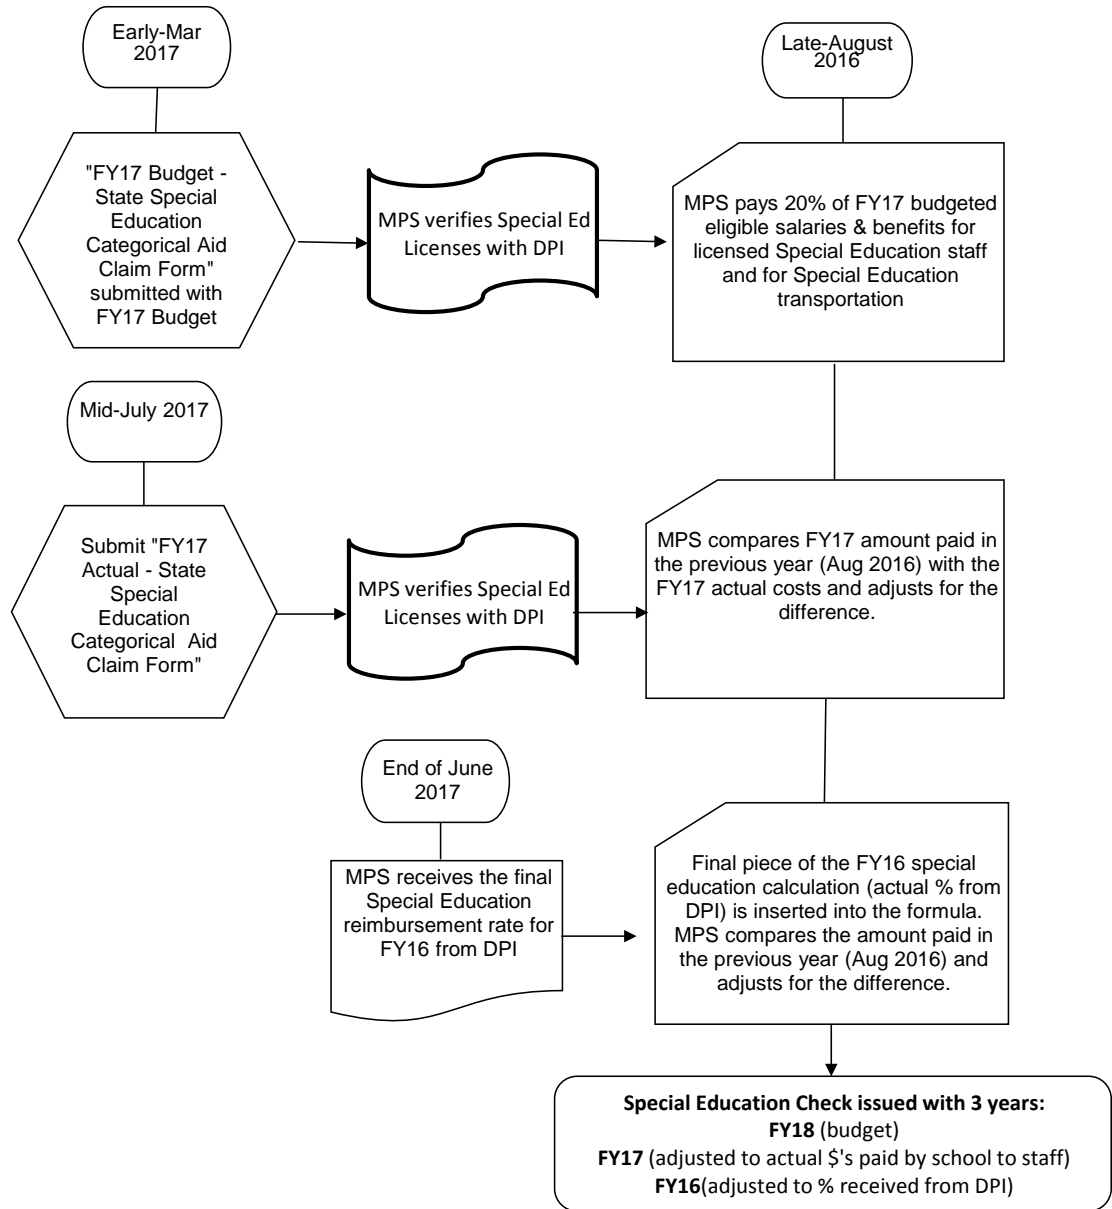 Early-Mar
2017
Late-August
2016
"FY17 Budget -
State Special
Education
Categorical Aid
Claim Form"
submitted with
FY17 Budget
MPS verifies Special Ed
Licenses with DPI
MPS pays 20% of FY17 budgeted
eligible salaries & benefits for
licensed Special Education staff
and for Special Education
transportation
Mid-July 2017
Submit "FY17
Actual - State
Special
Education
Categorical Aid
Claim Form"
MPS verifies Special Ed
Licenses with DPI
MPS compares FY17 amount paid in
the previous year (Aug 2016) with the
FY17 actual costs and adjusts for the
difference.
End of June
2017
MPS receives the final
Special Education
reimbursement rate for
FY16 from DPI
Final piece of the FY16 special
education calculation (actual % from
DPI) is inserted into the formula.
MPS compares the amount paid in
the previous year (Aug 2016) and
adjusts for the difference.
Special Education Check issued with 3 years:
FY18 (budget)
FY17 (adjusted to actual $'s paid by school to staff)
FY16(adjusted to % received from DPI)